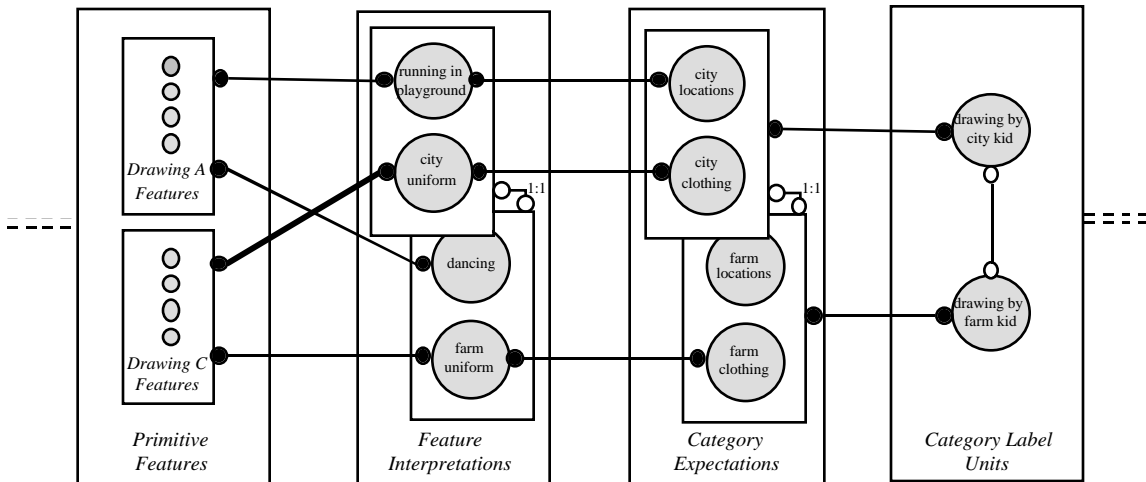 Drawing A
Features
Drawing C
Features
Primitive
Features
running in
playground
city
uniform
1:1
dancing
farm
uniform
Feature
Interpretations
city
locations
city
clothing
1:1
farm
locations
farm
clothing
Category
Expectations
drawing by
city kid
drawing by
farm kid
Category Label
Units